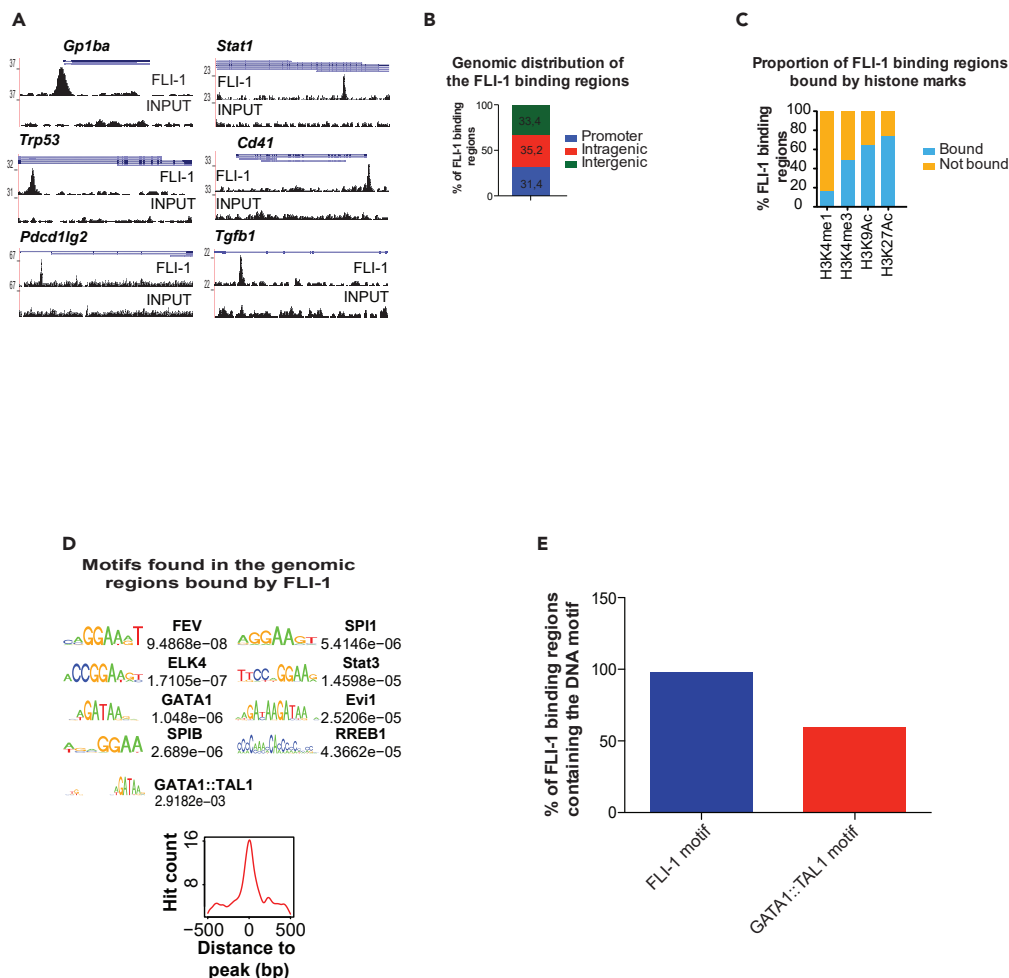 A
Gp1ba
37
FLI-1
37
INPUT
Stat1
23
FLI-1
23
INPUT
Trp53
32
FLI-1
31
INPUT
Cd41
33
FLI-1
33
INPUT
Pdcd1lg2
67
FLI-1
67
INPUT
Tgfb1
22
FLI-1
22
INPUT
B
Genomic distribution of
the FLI-1 binding regions
% of FLI-1 binding
regions
100
50
0
33,4
35,2
31,4
Promoter
Intragenic
Intergenic
C
Proportion of FLI-1 binding regions
bound by histone marks
% FLI-1 binding
regions
100
80
60
40
20
0
H3K4me1
H3K4me3
H3K9Ac
H3K27Ac
Bound
Not bound
D
Motifs found in the genomic
regions bound by FLI-1
FEV
9.4868e−08
SPI1
5.4146e−06
ELK4
1.7105e−07
Stat3
1.4598e−05
GATA1
1.048e−06
Evi1
2.5206e−05
SPIB
2.689e−06
RREB1
4.3662e−05
GATA1::TAL1
2.9182e−03
Hit count
16
8
−500
0
500
Distance to
peak (bp)
E
% of FLI-1 binding regions
containing the DNA motif
150
100
50
0
FLI-1 motif
GATA1::TAL1 motif